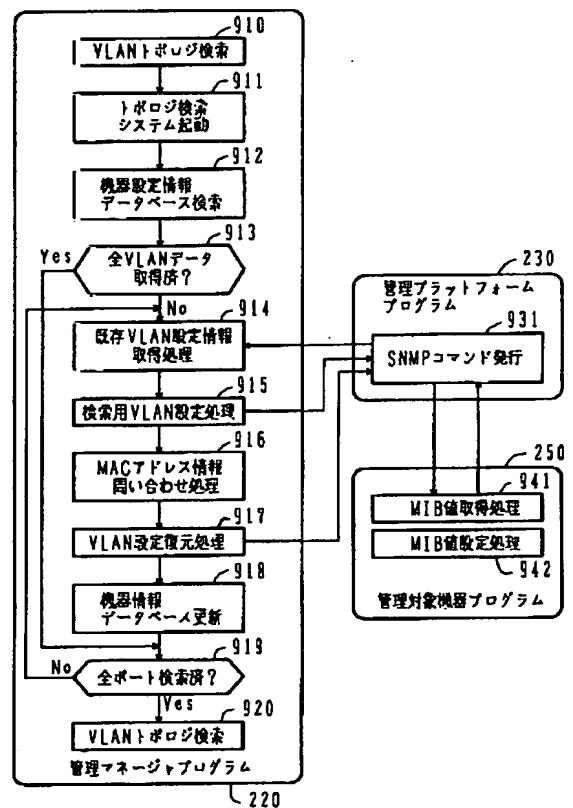 910
VLANトポロジ検索
911
トポロジ検索
システム起動
912
機器設定情報
データベース検索
913
Yes
全VLANデータ
取得済?
No
914
既存VLAN設定情報
取得処理
915
検索用VLAN設定処理
916
MACアドレス情報
問い合わせ処理
917
VLAN設定復元処理
918
機器情報
データベース更新
919
No
全ポート検索済?
Yes
920
VLANトポロジ検索
管理マネージャプログラム
220
230
管理プラットフォーム
プログラム
931
SNMPコマンド発行
250
941
MIB値取得処理
MIB値設定処理
942
管理対象機器プログラム